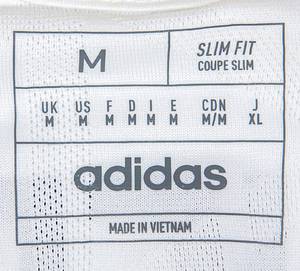 M
SLIM FIT
COUPE SLIM
UK US F D I E CDN J
M M M M M M M/M XL
adidas
MADE IN VIETNAM